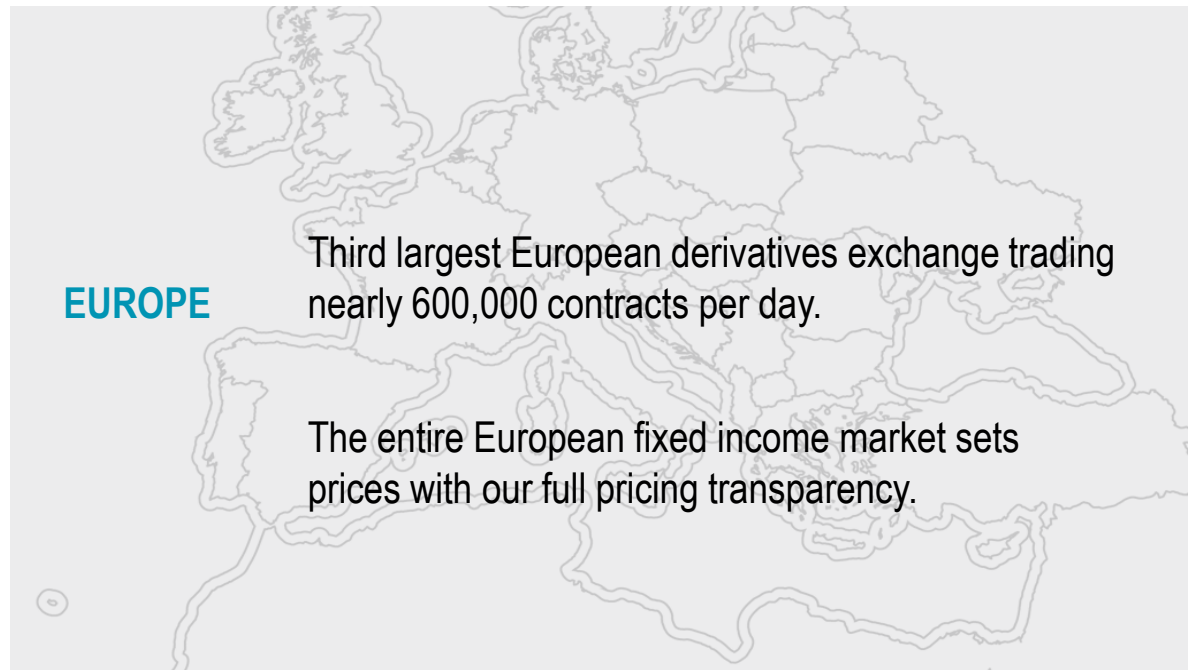 EUROPE
Third largest European derivatives exchange trading
nearly 600,000 contracts per day.
The entire European fixed income market sets
prices with our full pricing transparency.